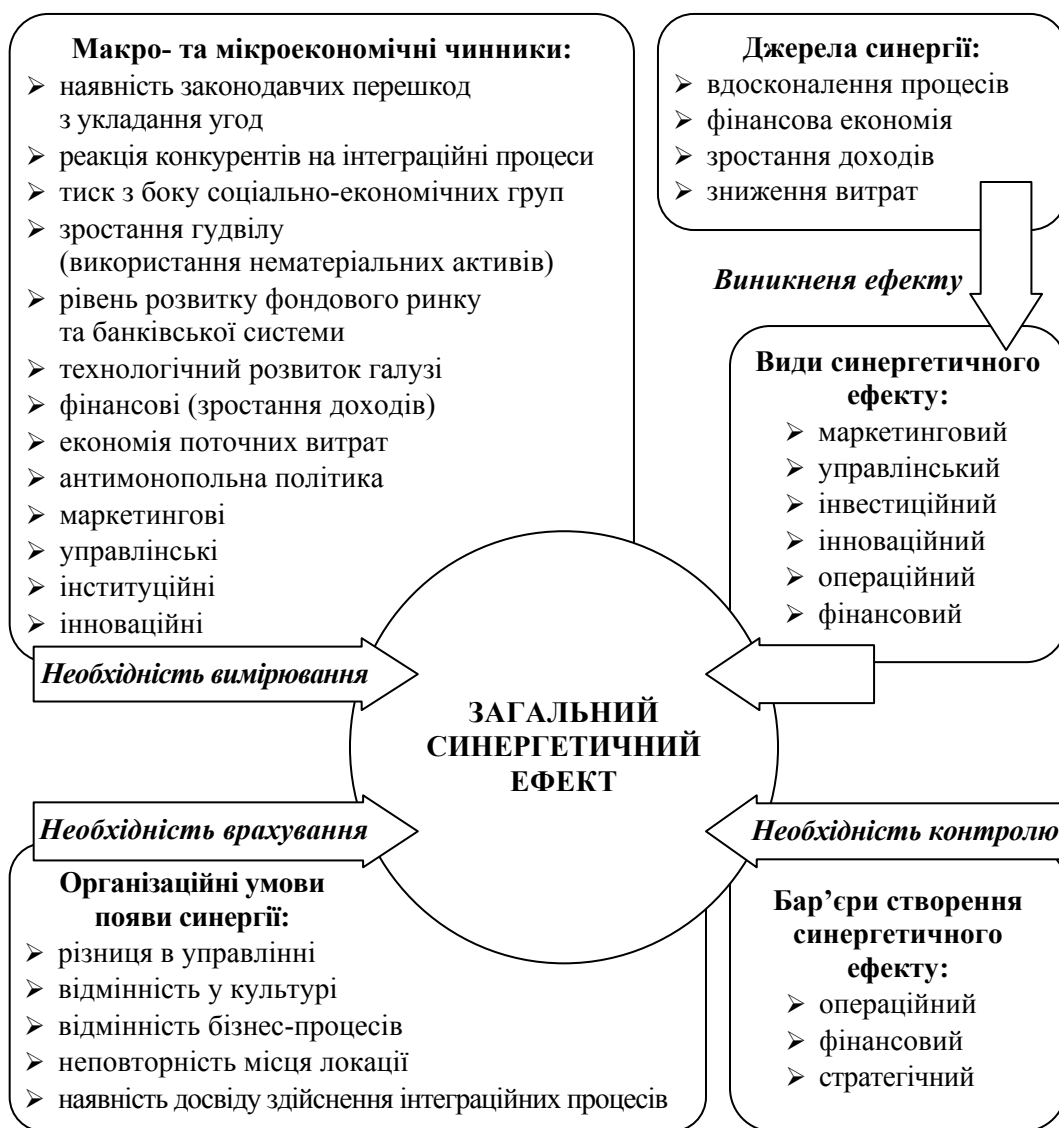 Макро- та мікроекономічні чинники:
➢ наявність законодавчих перешкод
з укладання угод
➢ реакція конкурентів на інтеграційні процеси
➢ тиск з боку соціально-економічних груп
➢ зростання гудвілу
(використання нематеріальних активів)
➢ рівень розвитку фондового ринку
та банківської системи
➢ технологічний розвиток галузі
➢ фінансові (зростання доходів)
➢ економія поточних витрат
➢ антимонопольна політика
➢ маркетингові
➢ управлінські
➢ інституційні
➢ інноваційні
Необхідність вимірювання
Джерела синергії:
➢ вдосконалення процесів
➢ фінансова економія
➢ зростання доходів
➢ зниження витрат
Виникненя ефекту
Види синергетичного
ефекту:
➢ маркетинговий
➢ управлінський
➢ інвестиційний
➢ інноваційний
➢ операційний
➢ фінансовий
ЗАГАЛЬНИЙ
СИНЕРГЕТИЧНИЙ
ЕФЕКТ
Необхідність врахування
Організаційні умови
появи синергії:
➢ різниця в управлінні
➢ відмінність у культурі
➢ відмінність бізнес-процесів
➢ неповторність місця локації
➢ наявність досвіду здійснення інтеграційних процесів
Необхідність контролю
Бар’єри створення
синергетичного
ефекту:
➢ операційний
➢ фінансовий
➢ стратегічний